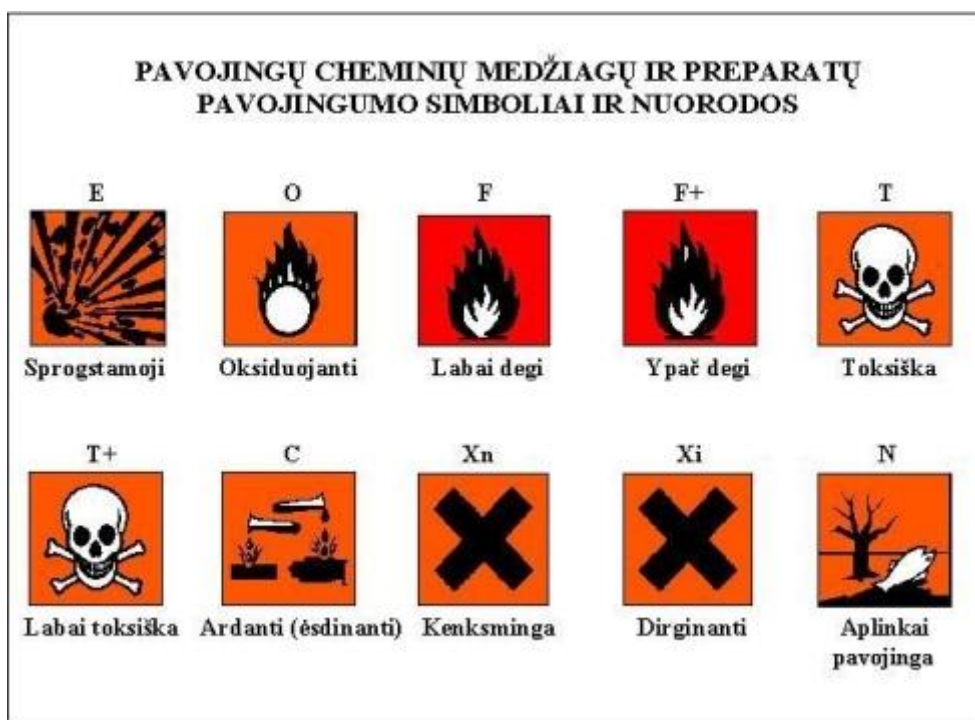 PAVOJINGŲ CHEMINIŲ MEDŽIAGŲ IR PREPARATŲ
PAVOJINGUMO SIMBOLIAI IR NUORODOS
E O F F+ T
Sprogstamoji Oksiduojanti Labai degi Ypač degi Toksiška
T+ C Xn Xi N
Labai toksiška Ardanti (ėsdinanti) Kenksminga Dirginanti Aplinkai
pavojinga